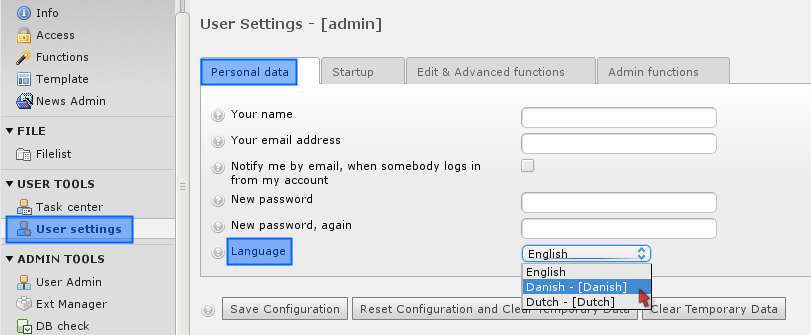 Info
Access
Functions
Template
News Admin
FILE
Filelist
USER TOOLS
Task center
User settings
ADMIN TOOLS
User Admin
Ext Manager
DB check
User Settings - [admin]
Personal data
Startup
Edit & Advanced functions
Admin functions
Your name
Your email address
Notify me by email, when somebody logs in
from my account
New password
New password, again
Language
English
English
Danish - [Danish]
Dutch - [Dutch]
Save Configuration
Reset Configuration and Clear Temporary Data
Clear Temporary Data